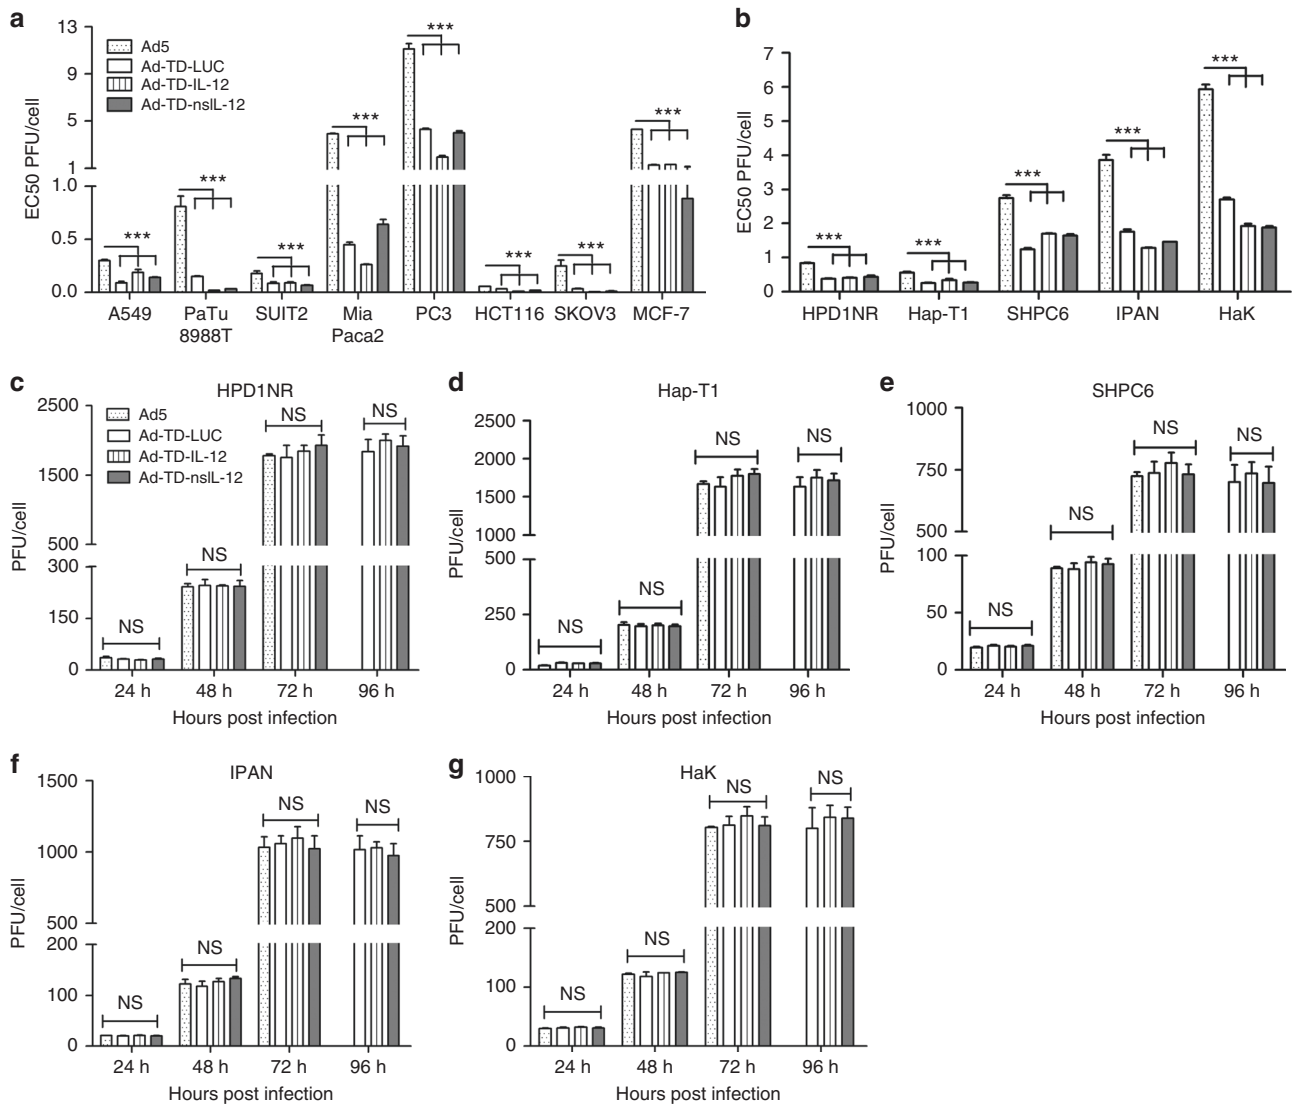 a
13
9
5
1
1.0
0.5
0.0
EC50 PFU/cell
Ad5
Ad-TD-LUC
Ad-TD-IL-12
Ad-TD-nsIL-12
*** *** *** *** *** *** *** ***
A549 PaTu 8988T SUIT2 Mia Paca2 PC3 HCT116 SKOV3 MCF-7
b
7
6
5
4
3
2
1
0
EC50 PFU/cell
*** *** *** *** ***
HPD1NR Hap-T1 SHPC6 IPAN HaK
c
HPD1NR
2500
1500
500
300
150
0
PFU/cell
Ad5
Ad-TD-LUC
Ad-TD-IL-12
Ad-TD-nsIL-12
NS NS NS NS
24 h 48 h 72 h 96 h
Hours post infection
d
Hap-T1
2500
2000
1500
1000
500
250
0
PFU/cell
NS NS NS NS
24 h 48 h 72 h 96 h
Hours post infection
e
SHPC6
1000
750
500
100
50
0
PFU/cell
NS NS NS NS
24 h 48 h 72 h 96 h
Hours post infection
f
IPAN
1500
1000
500
200
100
0
PFU/cell
NS NS NS NS
24 h 48 h 72 h 96 h
Hours post infection
g
HaK
1000
750
500
200
100
0
PFU/cell
NS NS NS NS
24 h 48 h 72 h 96 h
Hours post infection